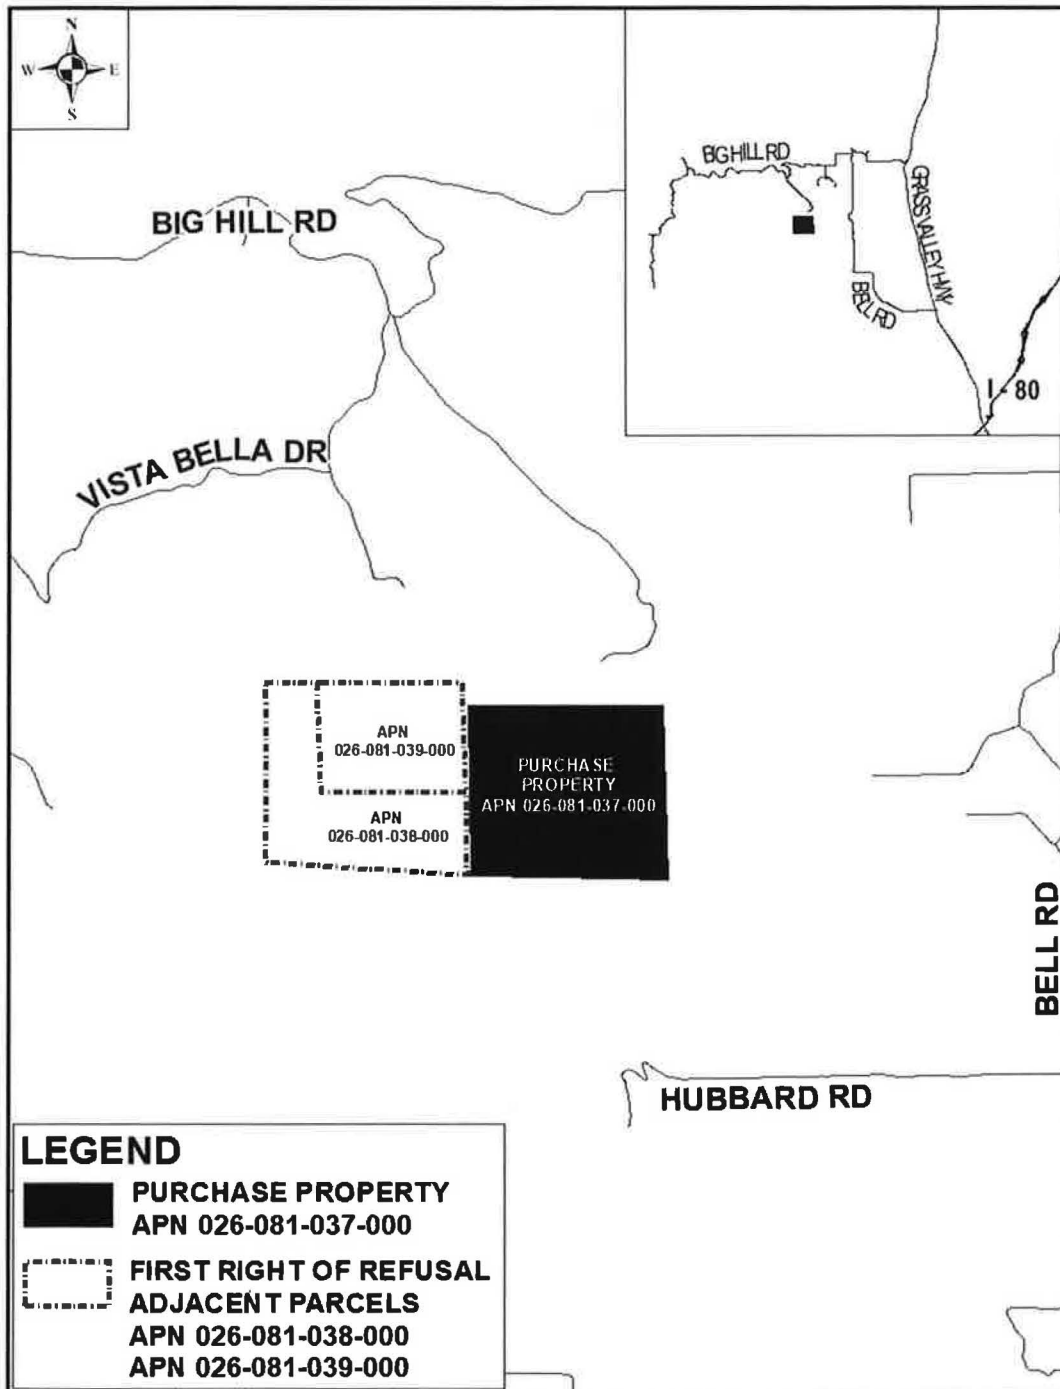 N
W E
S
BIG HILL RD
GRASS VALLEY HWY
BELL RD
I - 80
BIG HILL RD
VISTA BELLA DR
APN
026-081-039-000
APN
026-081-038-000
PURCHASE
PROPERTY
APN 026-081-037-000
BELL RD
HUBBARD RD
LEGEND
PURCHASE PROPERTY
APN 026-081-037-000
FIRST RIGHT OF REFUSAL
ADJACENT PARCELS
APN 026-081-038-000
APN 026-081-039-000